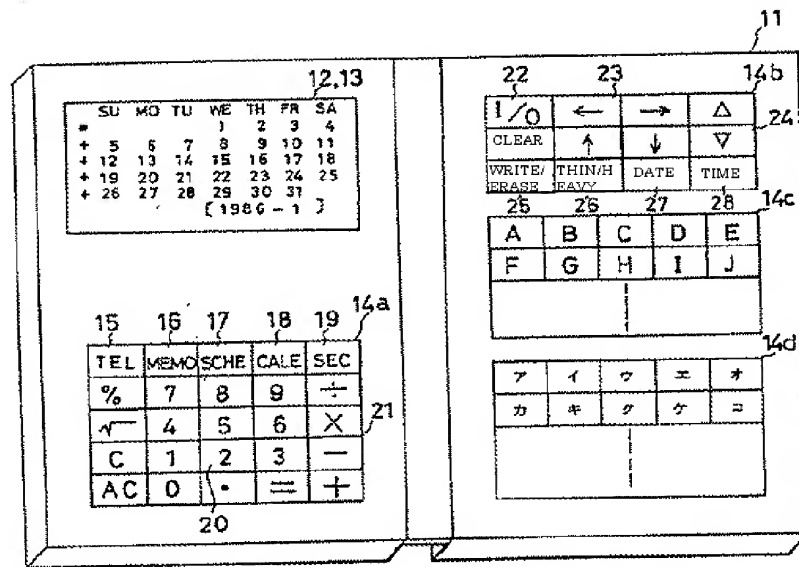 11
12,13
SU MO TU WE TH FR SA
* 1 2 3 4
+ 5 6 7 8 9 10 11
+ 12 13 14 15 16 17 18
+ 19 20 21 22 23 24 25
+ 26 27 28 29 30 31
[1986-1]
15 16 17 18 19 14a
TEL MEMO SCHE CALE SEC
% 7 8 9 ÷
√ 4 5 6 × 21
C 1 2 3 −
AC 0 · = +
20
22 23 14b
I/O ← → △ 24
CLEAR ↑ ↓ ▽
WRITE/ERASE THIN/HEAVY DATE TIME
25 26 27 28 14c
A B C D E
F G H I J
14d
ア イ ウ エ オ
カ キ ク ケ コ